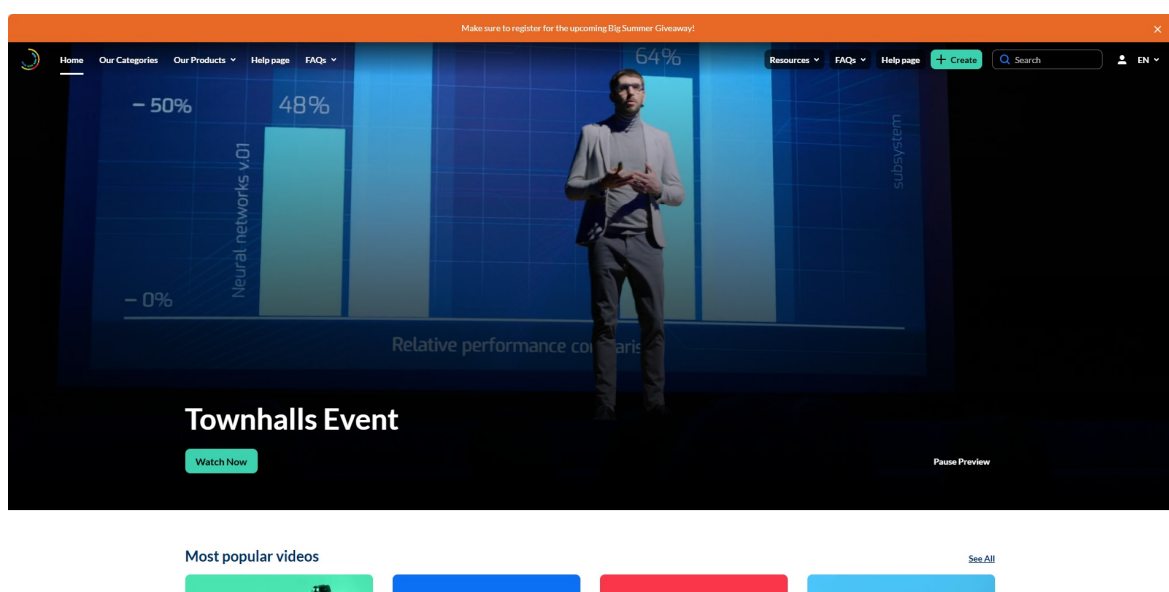 Make sure to register for the upcoming Big Summer Giveaway!
Home Our Categories Our Products Help page FAQs Resources FAQs Help page + Create Search EN
64%
- 50% 48%
Neural networks v.01
subsystem
- 0%
Relative performance
Townhalls Event
Watch Now Pause Preview
Most popular videos See All